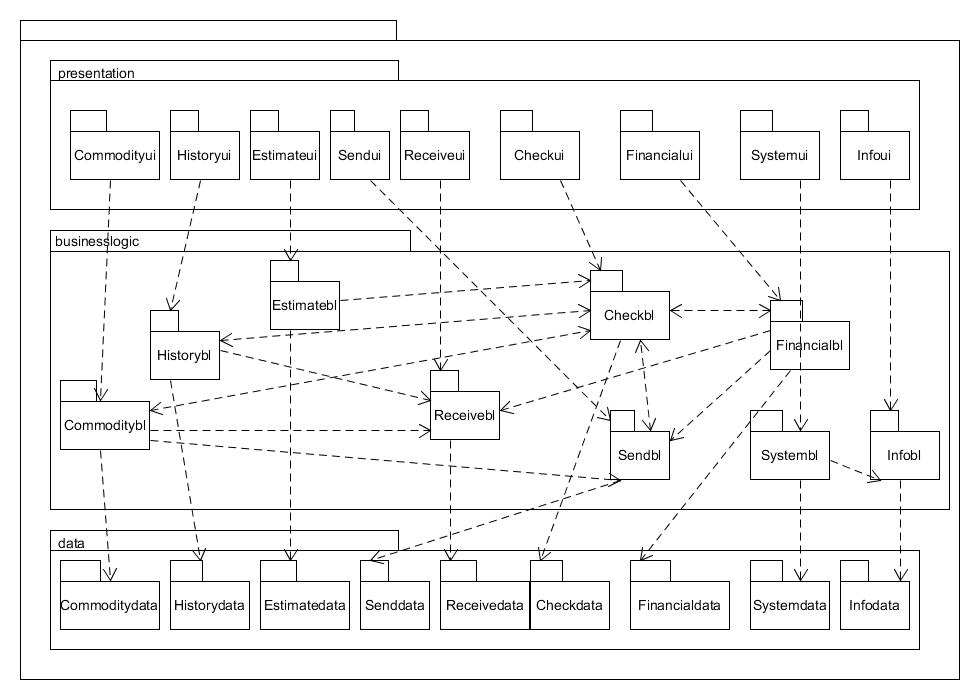 presentation
Commodityui
Historyui
Estimateui
Sendui
Receiveui
Checkui
Financialui
Systemui
Infoui
businesslogic
Estimatebl
Checkbl
Historybl
Financialbl
Commoditybl
Receivebl
Sendbl
Systembl
Infobl
data
Commoditydata
Historydata
Estimatedata
Senddata
Receivedata
Checkdata
Financialdata
Systemdata
Infodata